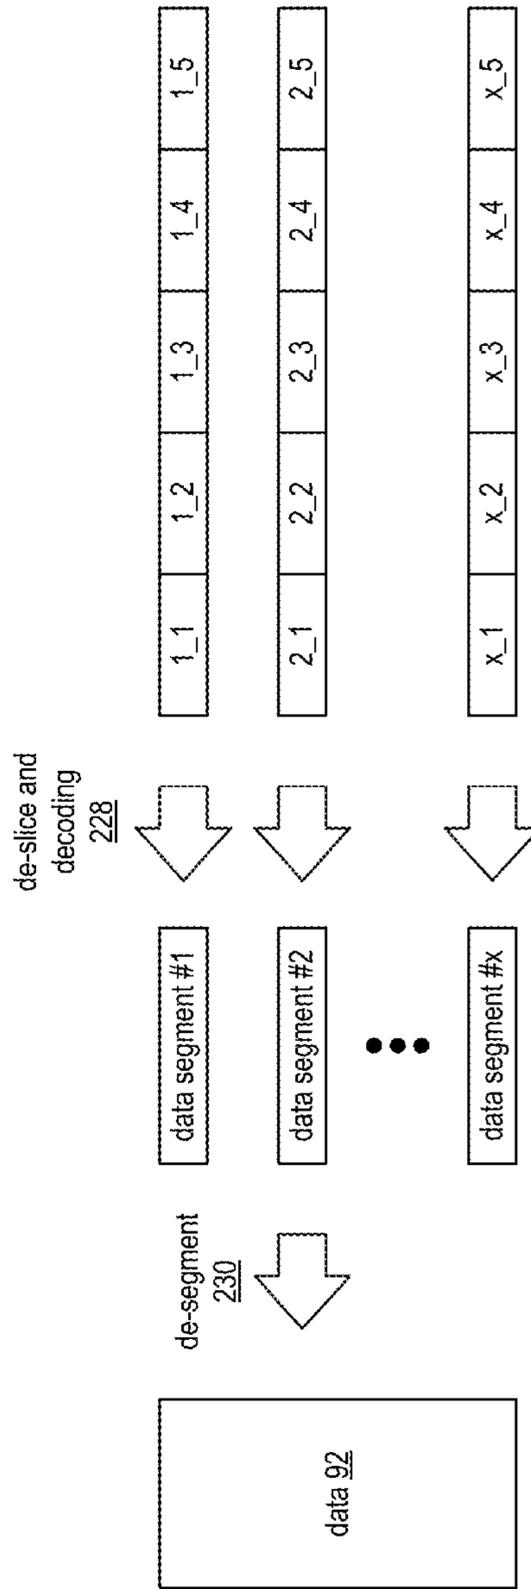 de-slice and
decoding
228
de-segment
230
data 92
data segment #1
1_1 1_2 1_3 1_4 1_5
data segment #2
2_1 2_2 2_3 2_4 2_5
data segment #x
x_1 x_2 x_3 x_4 x_5